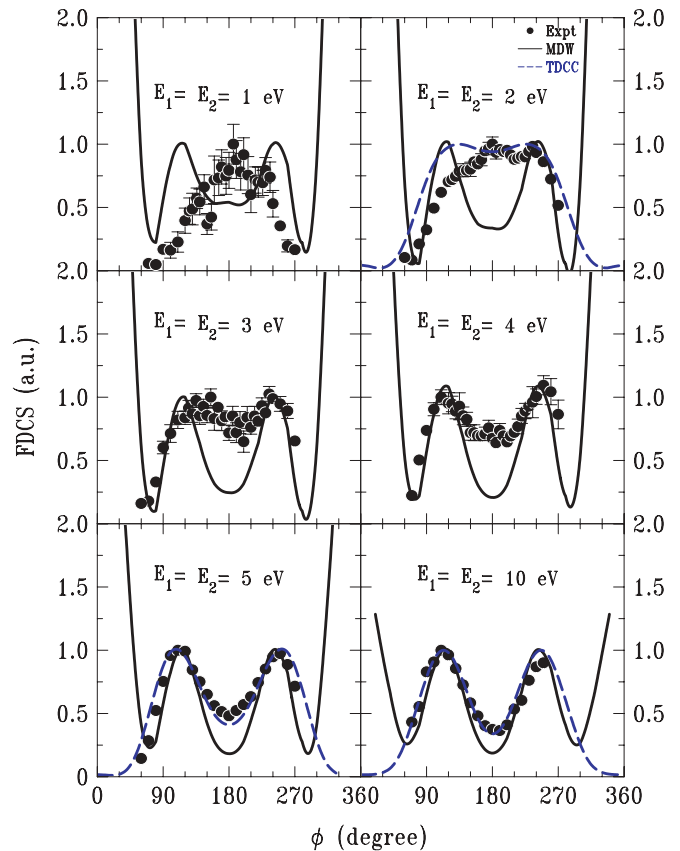 2.0
2.0
Expt
MDW
TDCC
1.5
1.5
E1= E2= 1 eV
E1= E2= 2 eV
1.0
1.0
0.5
0.5
2.0
2.0
1.5
1.5
E1= E2= 3 eV
E1= E2= 4 eV
1.0
1.0
FDCS (a.u.)
0.5
0.5
2.0
2.0
1.5
1.5
E1= E2= 5 eV
E1= E2= 10 eV
1.0
1.0
0.5
0.5
0
0
0 90 180 270 360 90 180 270 360
ϕ (degree)